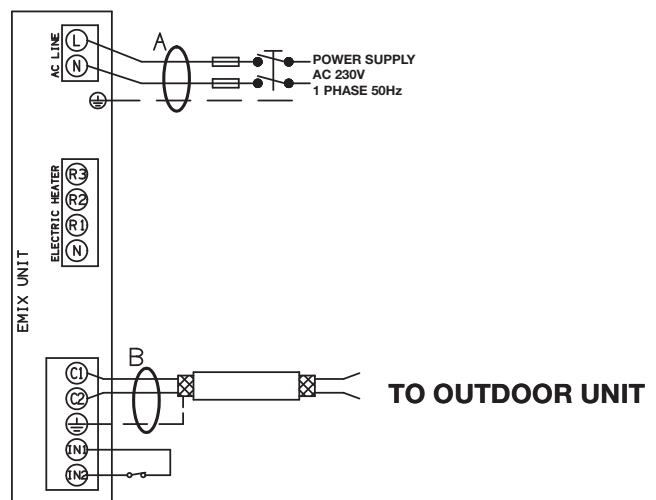 AC LINE
L
N
A
POWER SUPPLY
AC 230V
1 PHASE 50Hz
ELECTRIC HEATER
R3
R2
R1
N
EMIX UNIT
B
C1
C2
TO OUTDOOR UNIT
IN1
IN2